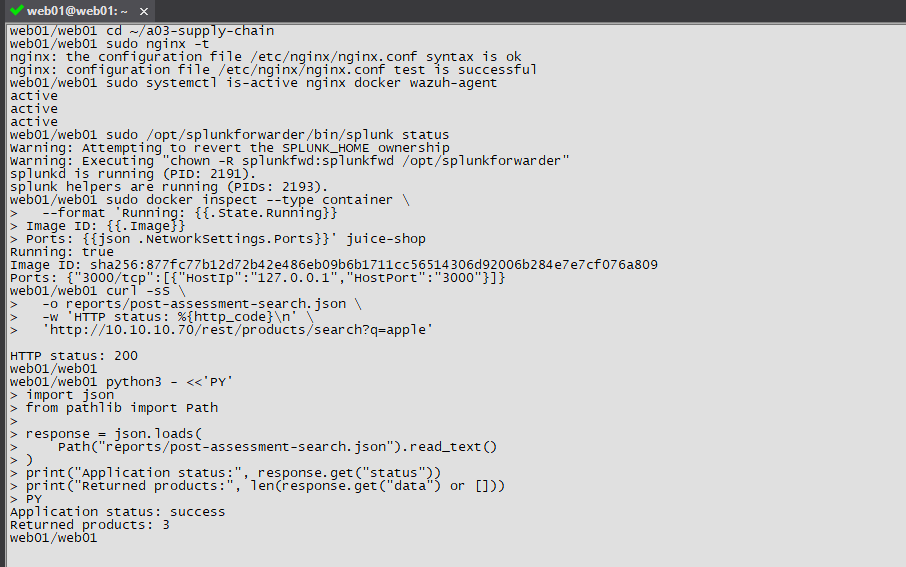 web01@web01: ~
web01/web01 cd ~/a03-supply-chain
web01/web01 sudo nginx -t
nginx: the configuration file /etc/nginx/nginx.conf syntax is ok
nginx: configuration file /etc/nginx/nginx.conf test is successful
web01/web01 sudo systemctl is-active nginx docker wazuh-agent
active
active
active
web01/web01 sudo /opt/splunkforwarder/bin/splunk status
Warning: Attempting to revert the SPLUNK_HOME ownership
Warning: Executing "chown -R splunkfwd:splunkfwd /opt/splunkforwarder"
splunkd is running (PID: 2191).
splunk helpers are running (PIDs: 2193).
web01/web01 sudo docker inspect --type container \
>   --format 'Running: {{.State.Running}}
> Image ID: {{.Image}}
> Ports: {{json .NetworkSettings.Ports}}' juice-shop
Running: true
Image ID: sha256:877fc77b12d72b42e486eb09b6b1711cc56514306d92006b284e7e7cf076a809
Ports: {"3000/tcp":[{"HostIp":"127.0.0.1","HostPort":"3000"}]}
web01/web01 curl -sS \
>   -o reports/post-assessment-search.json \
>   -w 'HTTP status: %{http_code}\n' \
>   'http://10.10.10.70/rest/products/search?q=apple'

HTTP status: 200
web01/web01
web01/web01 python3 - <<'PY'
> import json
> from pathlib import Path
>
> response = json.loads(
>     Path("reports/post-assessment-search.json").read_text()
> )
> print("Application status:", response.get("status"))
> print("Returned products:", len(response.get("data") or []))
> PY
Application status: success
Returned products: 3
web01/web01